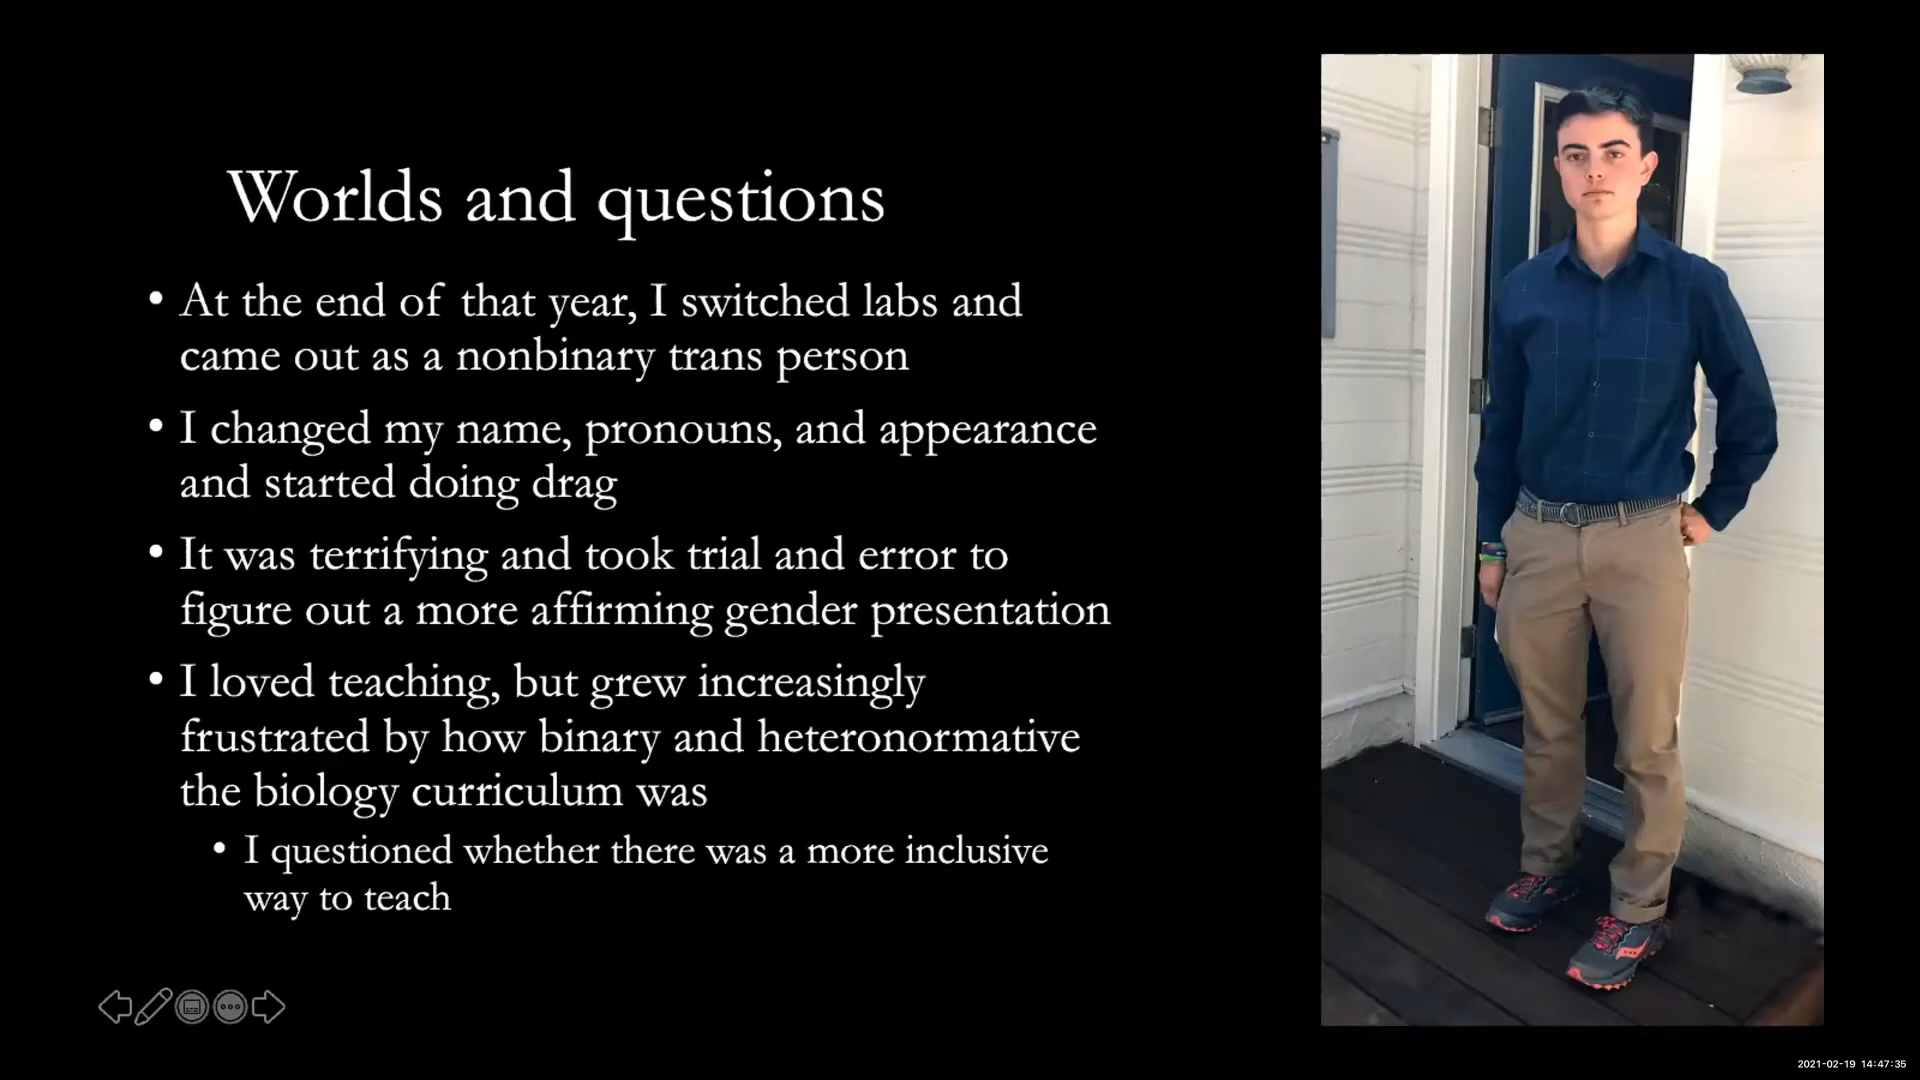 Worlds and questions
• At the end of that year, I switched labs and
came out as a nonbinary trans person
• I changed my name, pronouns, and appearance
and started doing drag
• It was terrifying and took trial and error to
figure out a more affirming gender presentation
• I loved teaching, but grew increasingly
frustrated by how binary and heteronormative
the biology curriculum was
• I questioned whether there was a more inclusive
way to teach
2021-02-19 14:47:35